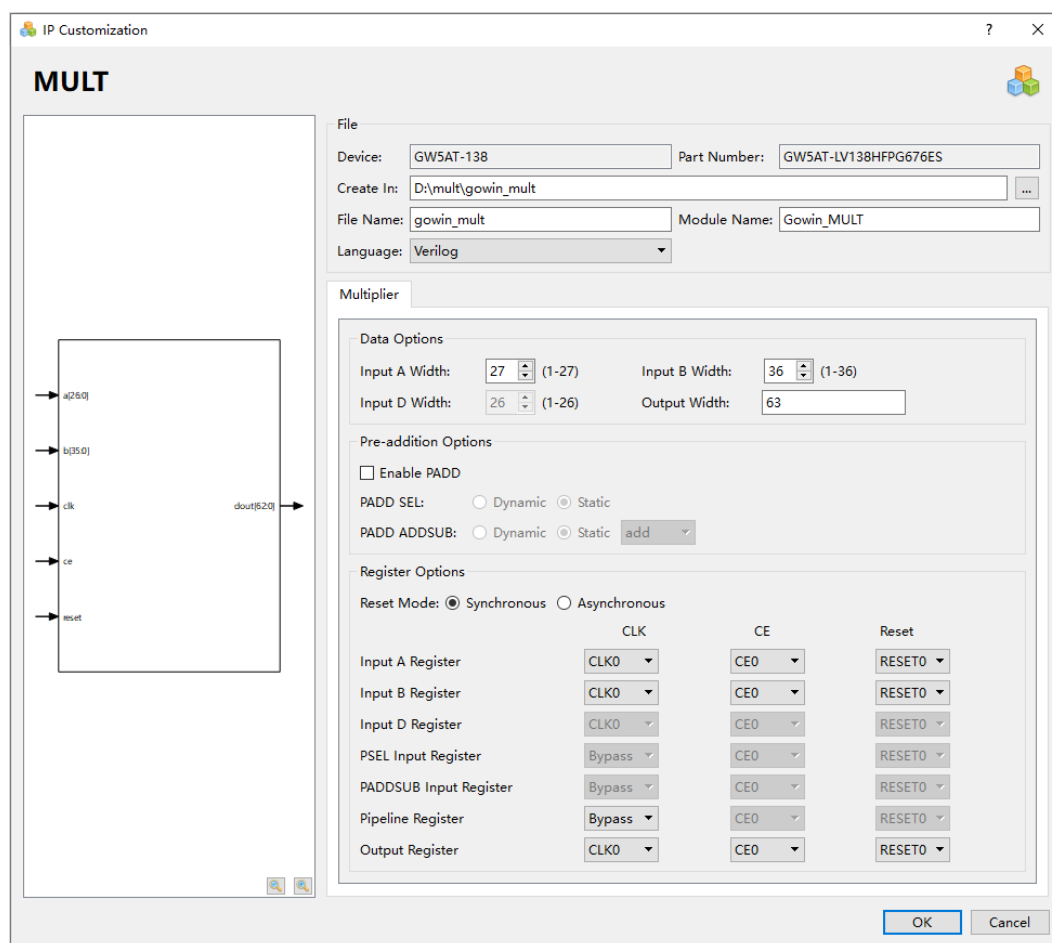 IP Customization
?
MULT
File
Device: GW5AT-138 Part Number: GW5AT-LV138HFPG676ES
Create In: D:\mult\gowin_mult ...
File Name: gowin_mult Module Name: Gowin_MULT
Language: Verilog
Multiplier
Data Options
Input A Width: 27 (1-27) Input B Width: 36 (1-36)
Input D Width: 26 (1-26) Output Width: 63
Pre-addition Options
Enable PADD
PADD SEL: Dynamic Static
PADD ADDSUB: Dynamic Static add
Register Options
Reset Mode: Synchronous Asynchronous
CLK CE Reset
Input A Register CLK0 CE0 RESET0
Input B Register CLK0 CE0 RESET0
Input D Register CLK0 CE0 RESET0
PSEL Input Register Bypass CE0 RESET0
PADDSUB Input Register Bypass CE0 RESET0
Pipeline Register Bypass CE0 RESET0
Output Register CLK0 CE0 RESET0
a[26:0]
b[35:0]
clk dout[62:0]
ce
reset
OK Cancel